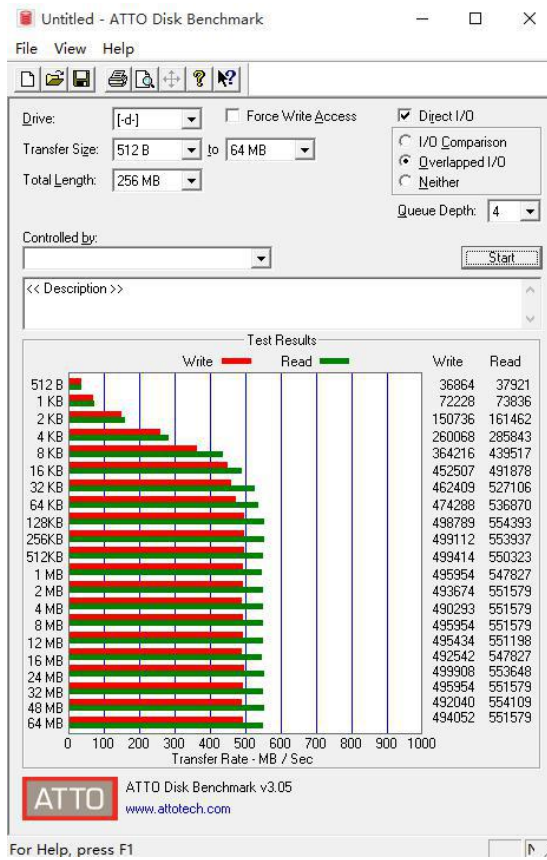 Untitled - ATTO Disk Benchmark
File View Help
Drive: [-d-] Force Write Access Direct I/O
Transfer Size: 512 B to 64 MB I/O Comparison
Overlapped I/O
Total Length: 256 MB Neither
Queue Depth: 4
Controlled by:
Start
<< Description >>
Test Results
Write Read Write Read
512 B 36864 37921
1 KB 72228 73836
2 KB 150736 161462
4 KB 260068 285843
8 KB 364216 439517
16 KB 452507 491878
32 KB 462409 527106
64 KB 474288 536870
128KB 498789 554393
256KB 499112 553937
512KB 499414 550323
1 MB 495954 547827
2 MB 493674 551579
4 MB 490293 551579
8 MB 495954 551579
12 MB 495434 551198
16 MB 492542 547827
24 MB 499908 553648
32 MB 495954 551579
48 MB 492040 554109
64 MB 494052 551579
0 100 200 300 400 500 600 700 800 900 1000
Transfer Rate - MB / Sec
ATTO
ATTO Disk Benchmark v3.05
www.attotech.com
For Help, press F1